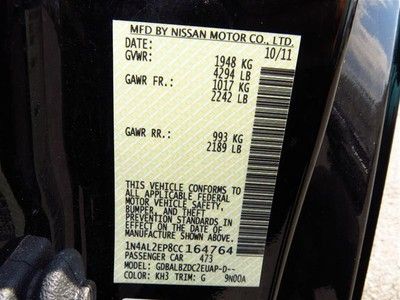 MFD BY NISSAN MOTOR CO., LTD.
DATE: 10/11
GVWR: 1948 KG
4294 LB
GAWR FR.: 1017 KG
2242 LB
GAWR RR.: 993 KG
2189 LB
THIS VEHICLE CONFORMS
TO ALL APPLICABLE FEDERAL
MOTOR VEHICLE SAFETY,
BUMPER, AND THEFT
PREVENTION STANDARDS
IN EFFECT ON THE DATE OF
MANUFACTURE SHOWN ABOVE.
1N4AL2EP8CC164764
PASSENGER CAR 473
MODEL: GDBALBZDC2EUAP-D--
COLOR: KH3 TRIM: G 9N00A